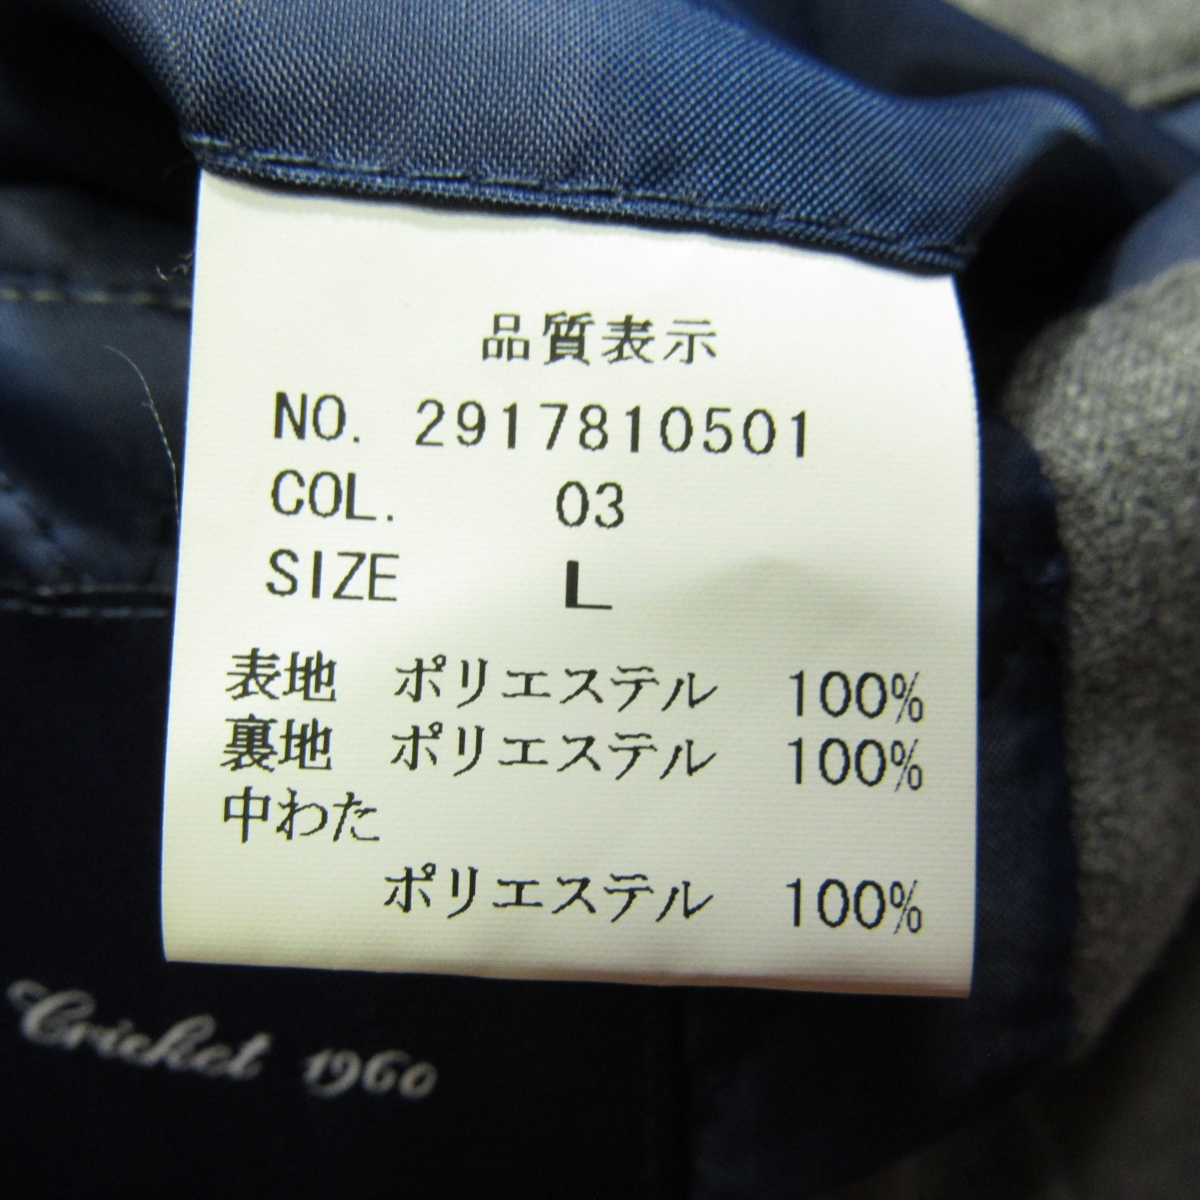 品質表示
NO. 2917810501
COL. 03
SIZE L
表地 ポリエステル 100%
裏地 ポリエステル 100%
中わた
ポリエステル 100%
Cricket 1960